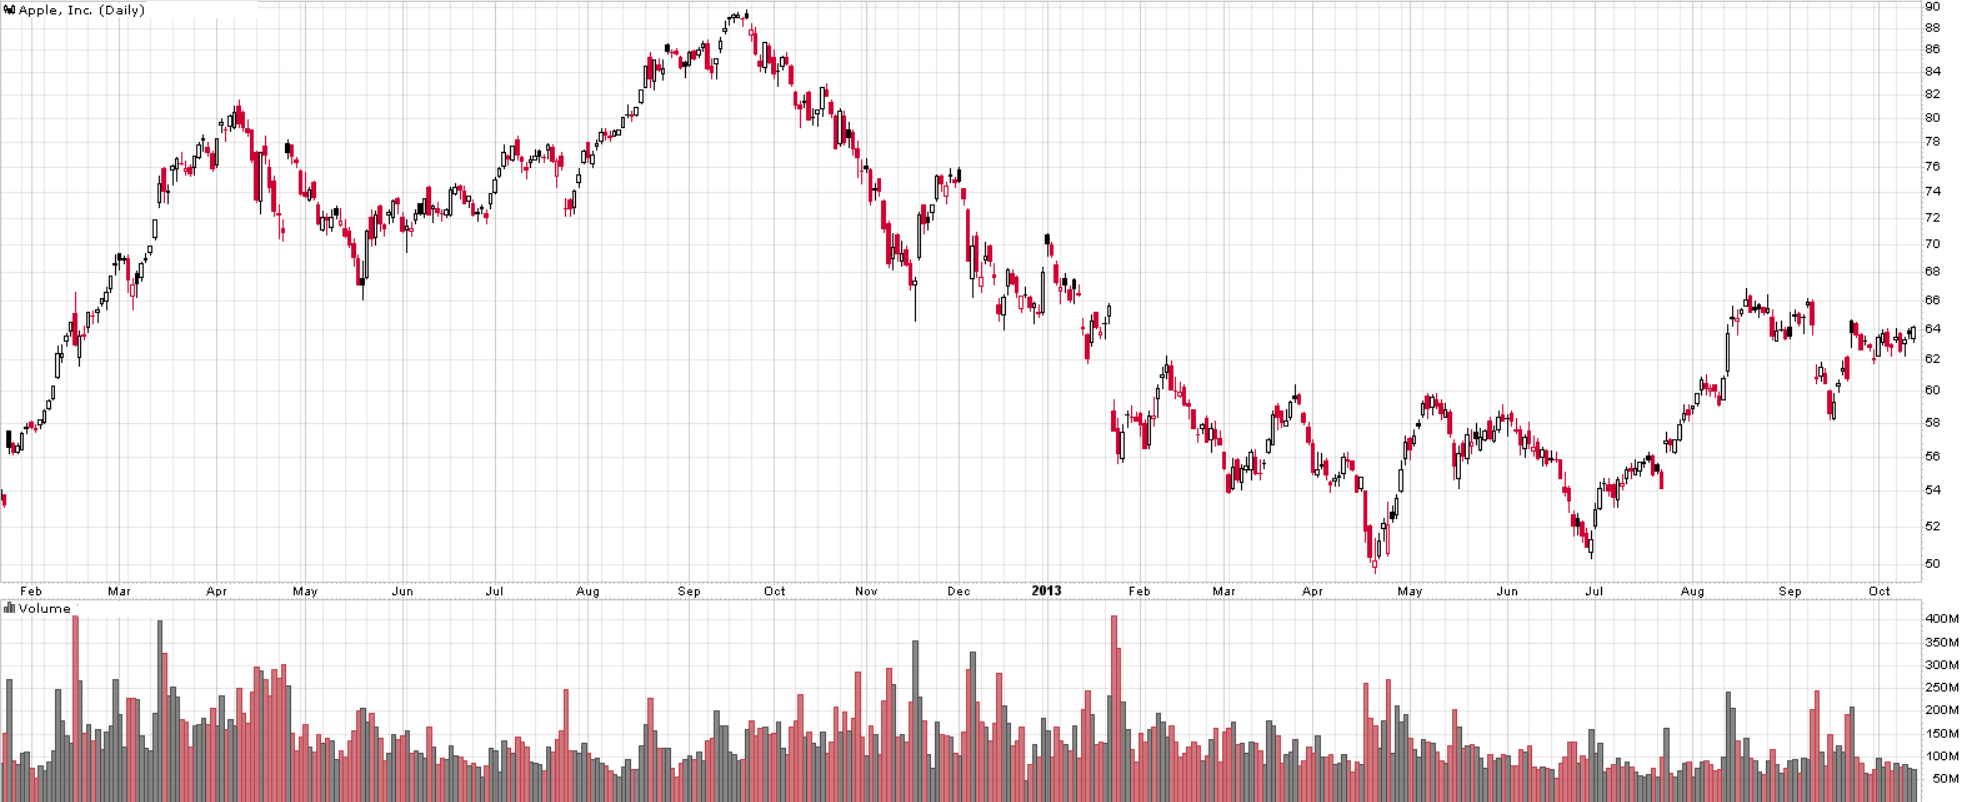 Apple, Inc. (Daily)
90
88
86
84
82
80
78
76
74
72
70
68
66
64
62
60
58
56
54
52
50
Feb Mar Apr May Jun Jul Aug Sep Oct Nov Dec 2013 Feb Mar Apr May Jun Jul Aug Sep Oct
Volume
400M
350M
300M
250M
200M
150M
100M
50M